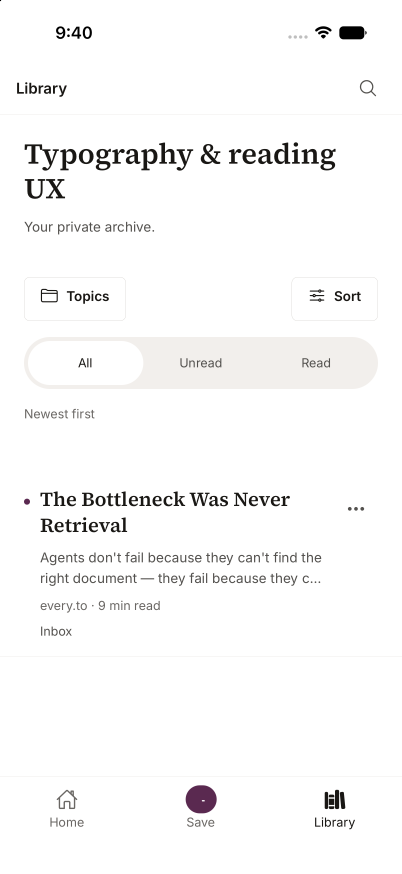 9:40
Library
Typography & reading
UX
Your private archive.
Topics
Sort
All
Unread
Read
Newest first
The Bottleneck Was Never
Retrieval
Agents don't fail because they can't find the
right document — they fail because they c...
every.to · 9 min read
Inbox
Home
Save
Library